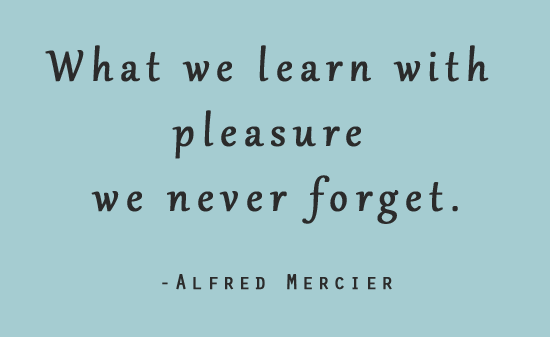 What we learn with
pleasure
we never forget.
-Alfred Mercier